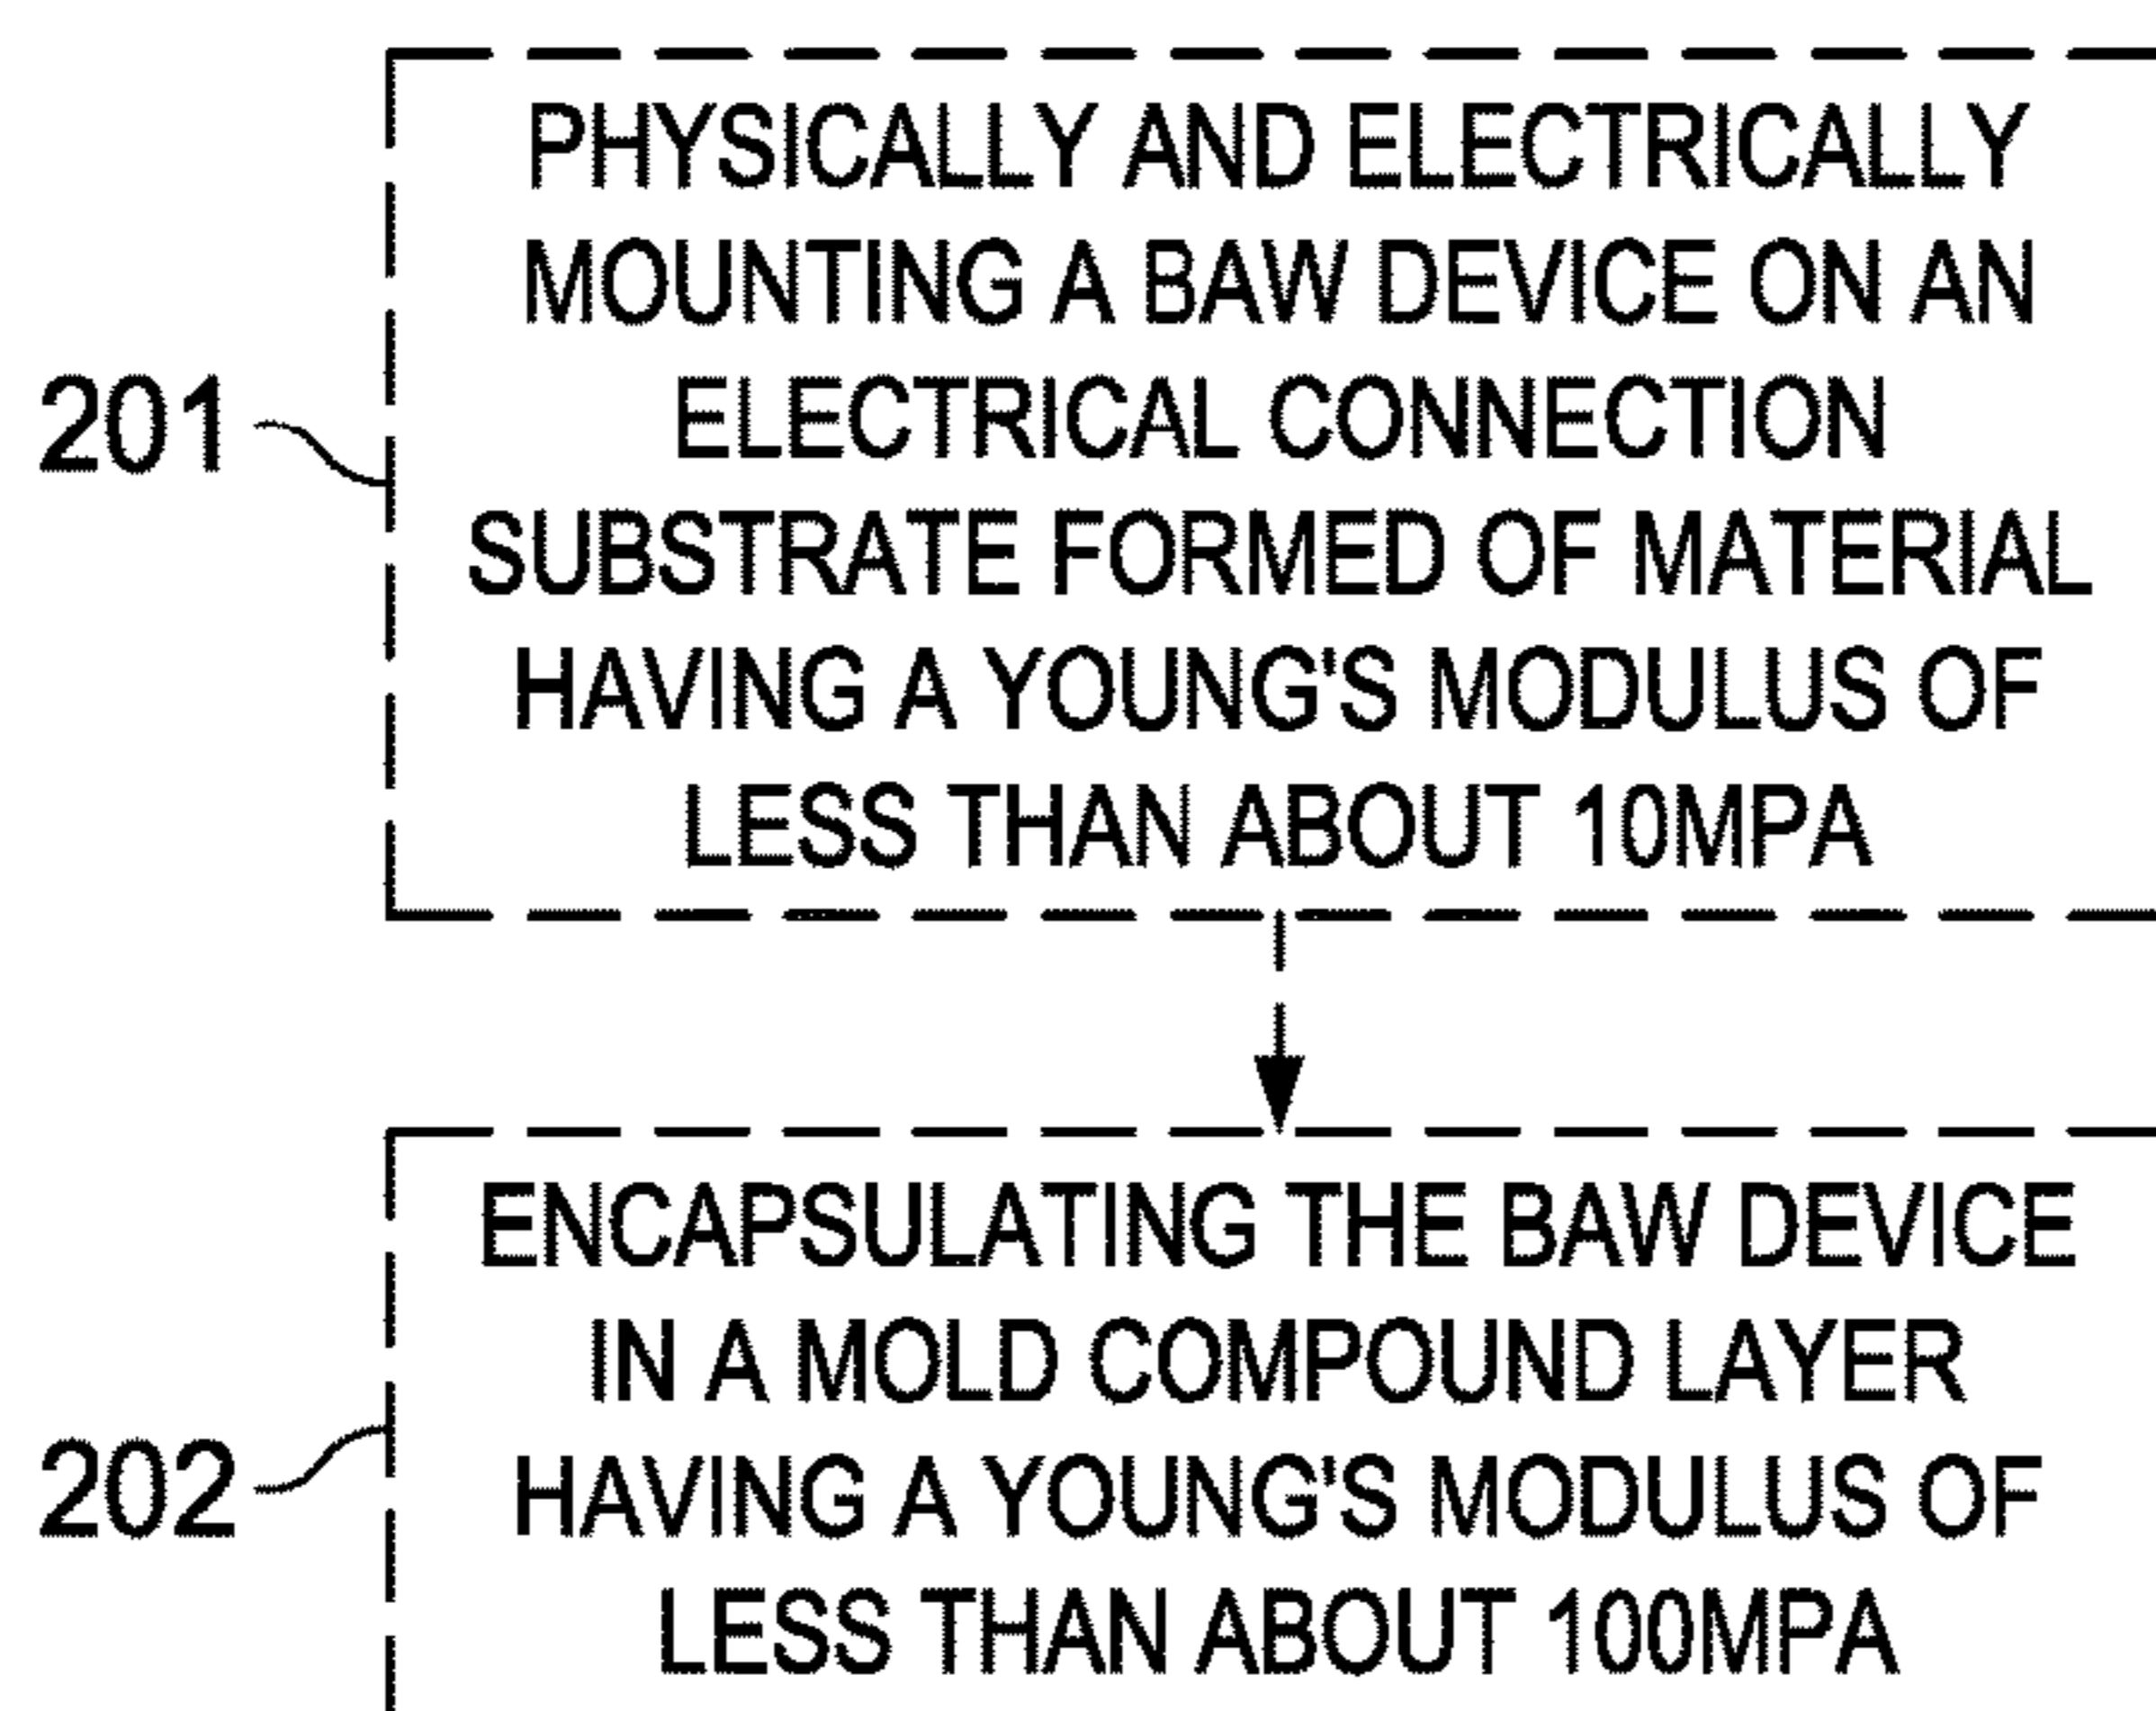 PHYSICALLY AND ELECTRICALLY
MOUNTING A BAW DEVICE ON AN
ELECTRICAL CONNECTION
201
SUBSTRATE FORMED OF MATERIAL
HAVING A YOUNG'S MODULUS OF
LESS THAN ABOUT 10MPA
ENCAPSULATING THE BAW DEVICE
IN A MOLD COMPOUND LAYER
202
HAVING A YOUNG'S MODULUS OF
LESS THAN ABOUT 100MPA